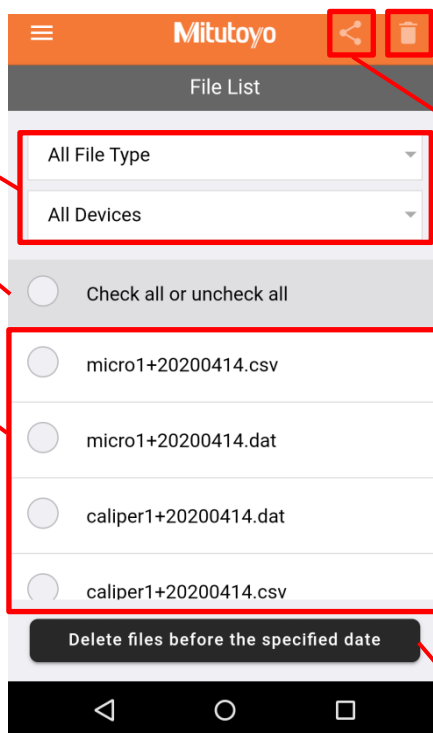 Mitutoyo
File List
All File Type
All Devices
Check all or uncheck all
micro1+20200414.csv
micro1+20200414.dat
caliper1+20200414.dat
caliper1+20200414.csv
Delete files before the specified date